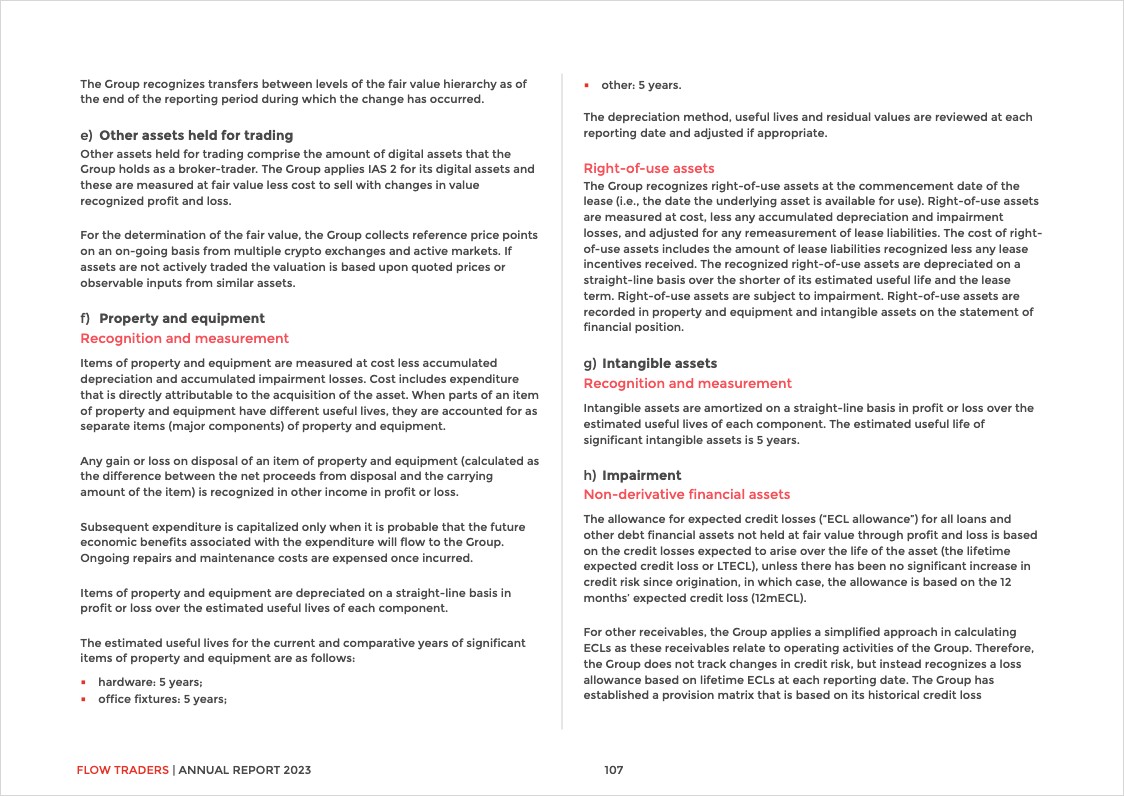 The Group recognizes transfers between levels of the fair value hierarchy as of
the end of the reporting period during which the change has occurred.
e) Other assets held for trading
Other assets held for trading comprise the amount of digital assets that the
Group holds as a broker-trader. The Group applies IAS 2 for its digital assets and
these are measured at fair value less cost to sell with changes in value
recognized profit and loss.
For the determination of the fair value, the Group collects reference price points
on an on-going basis from multiple crypto exchanges and active markets. If
assets are not actively traded the valuation is based upon quoted prices or
observable inputs from similar assets.
f) Property and equipment
Recognition and measurement
Items of property and equipment are measured at cost less accumulated
depreciation and accumulated impairment losses. Cost includes expenditure
that is directly attributable to the acquisition of the asset. When parts of an item
of property and equipment have different useful lives, they are accounted for as
separate items (major components) of property and equipment.
Any gain or loss on disposal of an item of property and equipment (calculated as
the difference between the net proceeds from disposal and the carrying
amount of the item) is recognized in other income in profit or loss.
Subsequent expenditure is capitalized only when it is probable that the future
economic benefits associated with the expenditure will flow to the Group.
Ongoing repairs and maintenance costs are expensed once incurred.
Items of property and equipment are depreciated on a straight-line basis in
profit or loss over the estimated useful lives of each component.
The estimated useful lives for the current and comparative years of significant
items of property and equipment are as follows:
▪ hardware: 5 years;
▪ office fixtures: 5 years;
▪ other: 5 years.
The depreciation method, useful lives and residual values are reviewed at each
reporting date and adjusted if appropriate.
Right-of-use assets
The Group recognizes right-of-use assets at the commencement date of the
lease (i.e., the date the underlying asset is available for use). Right-of-use assets
are measured at cost, less any accumulated depreciation and impairment
losses, and adjusted for any remeasurement of lease liabilities. The cost of right-
of-use assets includes the amount of lease liabilities recognized less any lease
incentives received. The recognized right-of-use assets are depreciated on a
straight-line basis over the shorter of its estimated useful life and the lease
term. Right-of-use assets are subject to impairment. Right-of-use assets are
recorded in property and equipment and intangible assets on the statement of
financial position.
g) Intangible assets
Recognition and measurement
Intangible assets are amortized on a straight-line basis in profit or loss over the
estimated useful lives of each component. The estimated useful life of
significant intangible assets is 5 years.
h) Impairment
Non-derivative financial assets
The allowance for expected credit losses (“ECL allowance”) for all loans and
other debt financial assets not held at fair value through profit and loss is based
on the credit losses expected to arise over the life of the asset (the lifetime
expected credit loss or LTECL), unless there has been no significant increase in
credit risk since origination, in which case, the allowance is based on the 12
months’ expected credit loss (12mECL).
For other receivables, the Group applies a simplified approach in calculating
ECLs as these receivables relate to operating activities of the Group. Therefore,
the Group does not track changes in credit risk, but instead recognizes a loss
allowance based on lifetime ECLs at each reporting date. The Group has
established a provision matrix that is based on its historical credit loss
FLOW TRADERS | ANNUAL REPORT 2023
107